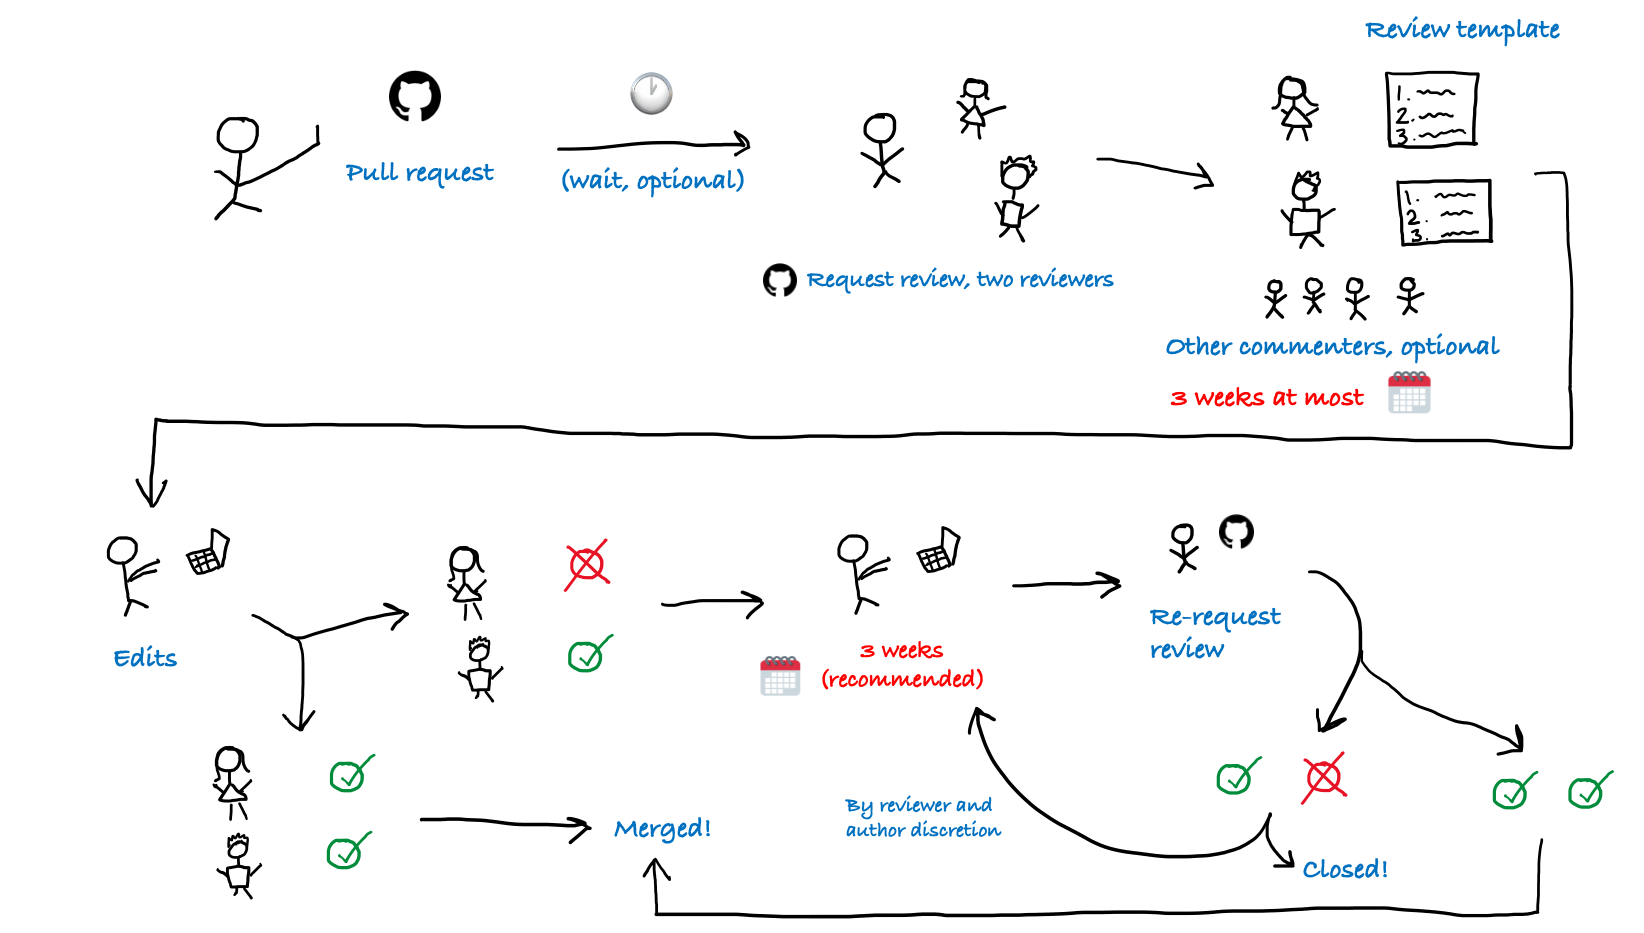 Review template
Pull request
(wait, optional)
1.
2.
3.
1.
2.
3.
Request review, two reviewers
Other commenters, optional
3 weeks at most
Edits
3 weeks
(recommended)
Re-request
review
By reviewer and
author discretion
Merged!
Closed!